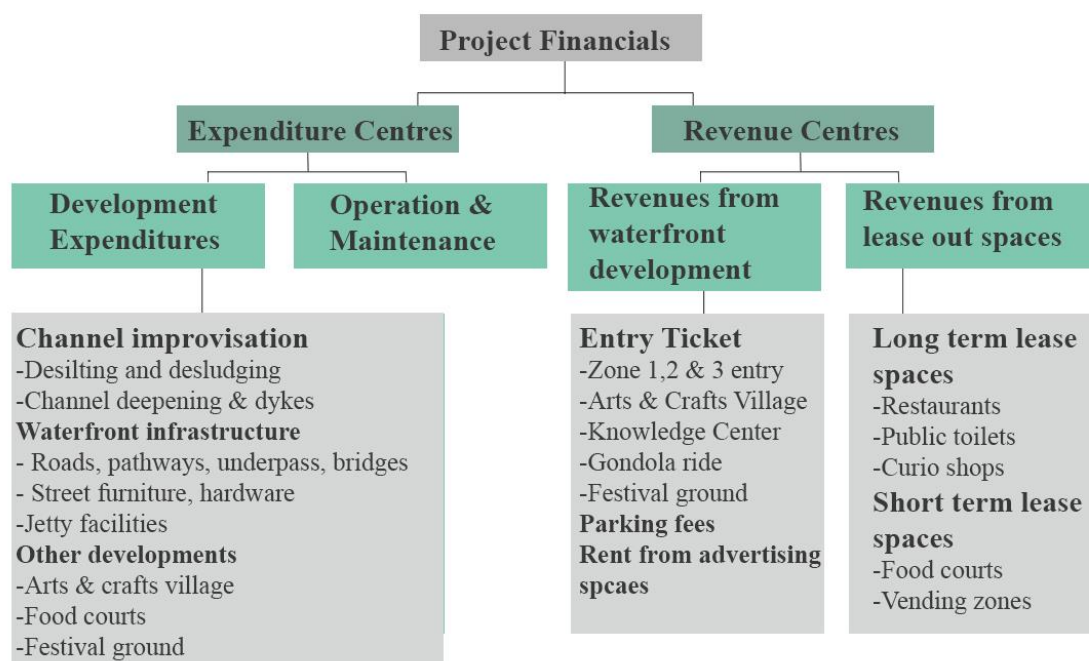 Project Financials
Expenditure Centres
Revenue Centres
Development
Expenditures
Operation &
Maintenance
Revenues from
waterfront
development
Revenues from
lease out spaces
Channel improvisation
-Desilting and desludging
-Channel deepening & dykes
Waterfront infrastructure
- Roads, pathways, underpass, bridges
- Street furniture, hardware
-Jetty facilities
Other developments
-Arts & crafts village
-Food courts
-Festival ground
Entry Ticket
-Zone 1,2 & 3 entry
-Arts & Crafts Village
-Knowledge Center
-Gondola ride
-Festival ground
Parking fees
Rent from advertising
spcaes
Long term lease
spaces
-Restaurants
-Public toilets
-Curio shops
Short term lease
spaces
-Food courts
-Vending zones